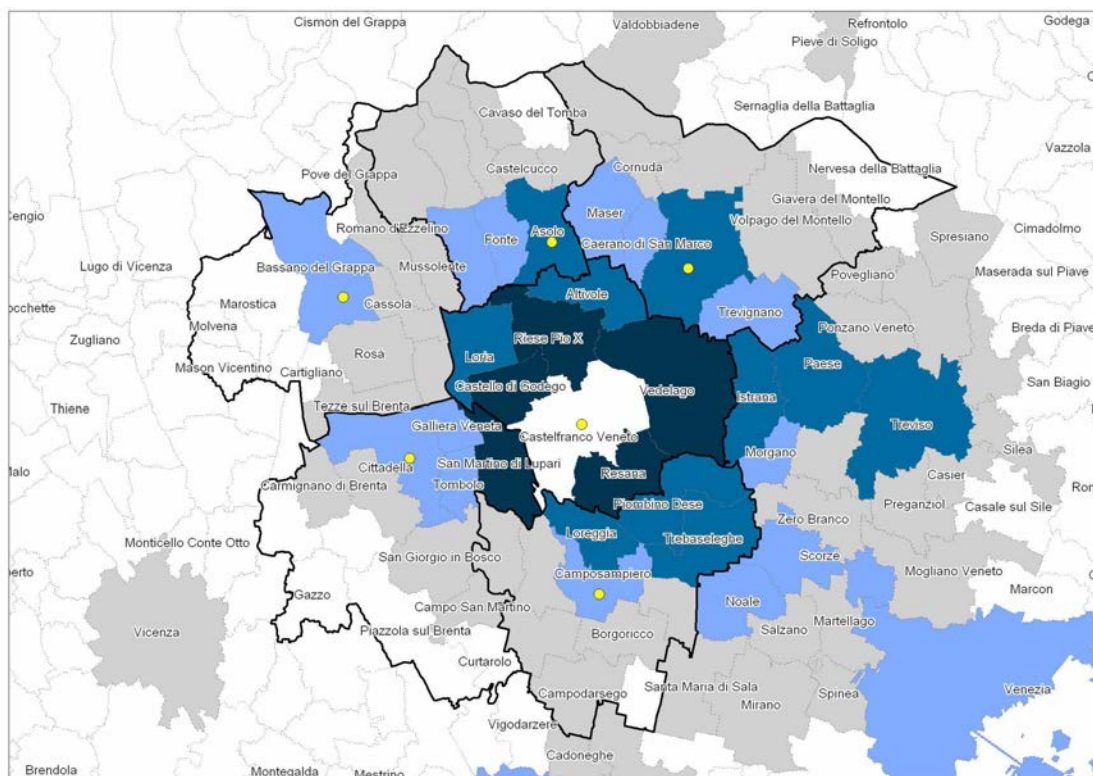 Cismon del Grappa
Valdobbiadene
Refrontolo
Godega
Pieve di Soligo
Cavaso del Tomba
Sernaglia della Battaglia
Vazzola
Pove del Grappa
Castelcucco
Cornuda
Nervesa della Battaglia
Giavera del Montello
Cengio
Romano d'Ezzelino
Fonte
Asolo
Maser
Caerano di San Marco
Volpago del Montello
Spresiano
Cimadolmo
Lugo di Vicenza
Bassano del Grappa
Mussolente
Povegliano
Maserada sul Piave
occhette
Marostica
Cassola
Altivole
Trevignano
Molvena
Ponzano Veneto
Breda di Piave
Zugliano
Riese Pio X
Rosà
Loria
Paese
Mason Vicentino
Cartigliano
Castello di Godego
Vedelago
Istrana
San Biagio
Thiene
Tezze sul Brenta
Galliera Veneta
Castelfranco Veneto
Treviso
Silea
Malo
Cittadella
San Martino di Lupari
Resana
Morgano
Casier
Carmignano di Brenta
Tombolo
Piombino Dese
Preganziol
Casale sul Sile
Monticello Conte Otto
Loreggia
Trebaseleghe
Zero Branco
San Giorgio in Bosco
Scorze
berto
Camposampiero
Mogliano Veneto
Marcon
Gazzo
Noale
Campo San Martino
Martellago
Vicenza
Piazzola sul Brenta
Borgoricco
Salzano
Curtarolo
Santa Maria di Sala
Spinea
Venezia
Campodarsego
Mirano
Vigodarzere
Cadoneghe
Brendola
Montegalda
Mestrino